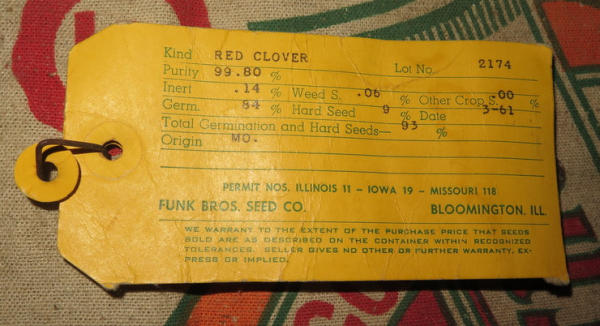 Kind RED CLOVER Lot No. 2174
Purity 99.80 %
Inert .14 % Weed S. .06 % Other Crop S. .00 %
Germ. 84 % Hard Seed 9 % Date 3-61
Total Germination and Hard Seeds— 93 %
Origin MO.
PERMIT NOS. ILLINOIS 11 – IOWA 19 – MISSOURI 118
FUNK BROS. SEED CO. BLOOMINGTON, ILL.
WE WARRANT TO THE EXTENT OF THE PURCHASE PRICE THAT SEEDS
SOLD ARE AS DESCRIBED ON THE CONTAINER WITHIN RECOGNIZED
TOLERANCES. SELLER GIVES NO OTHER OR FURTHER WARRANTY, EX-
PRESS OR IMPLIED.